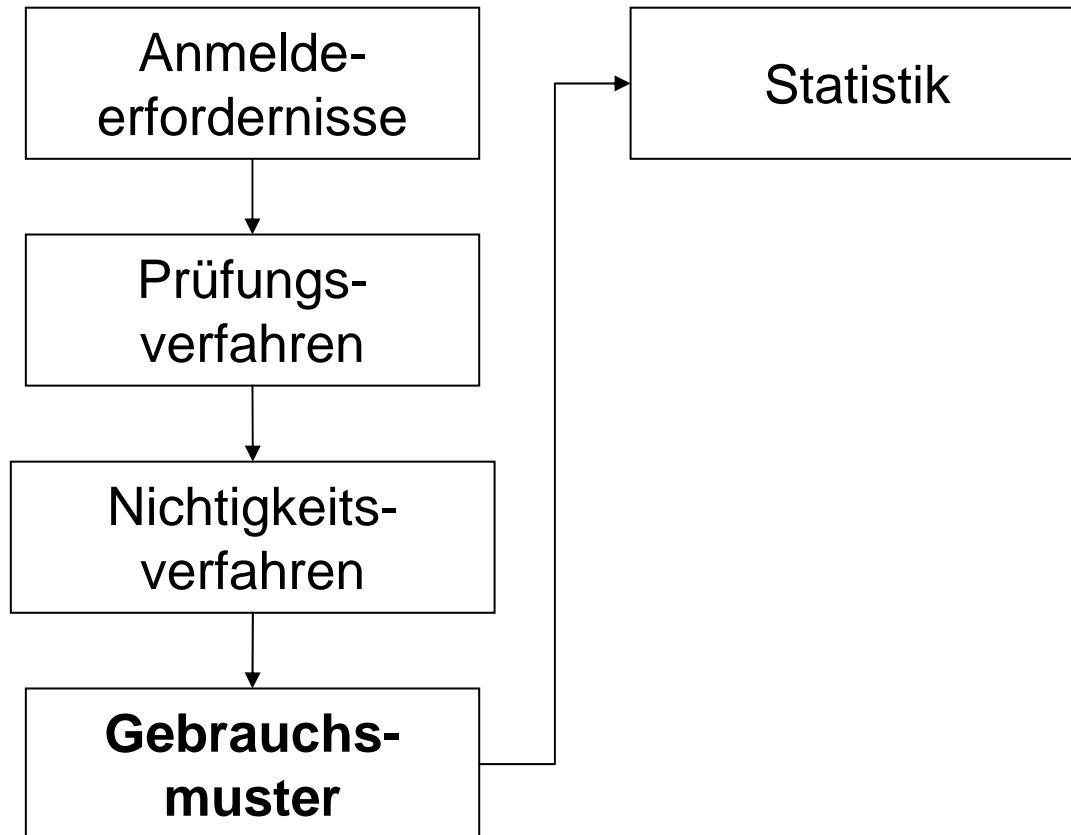 Anmelde-
erfordernisse
Prüfungs-
verfahren
Nichtigkeits-
verfahren
Gebrauchs-
muster
Statistik